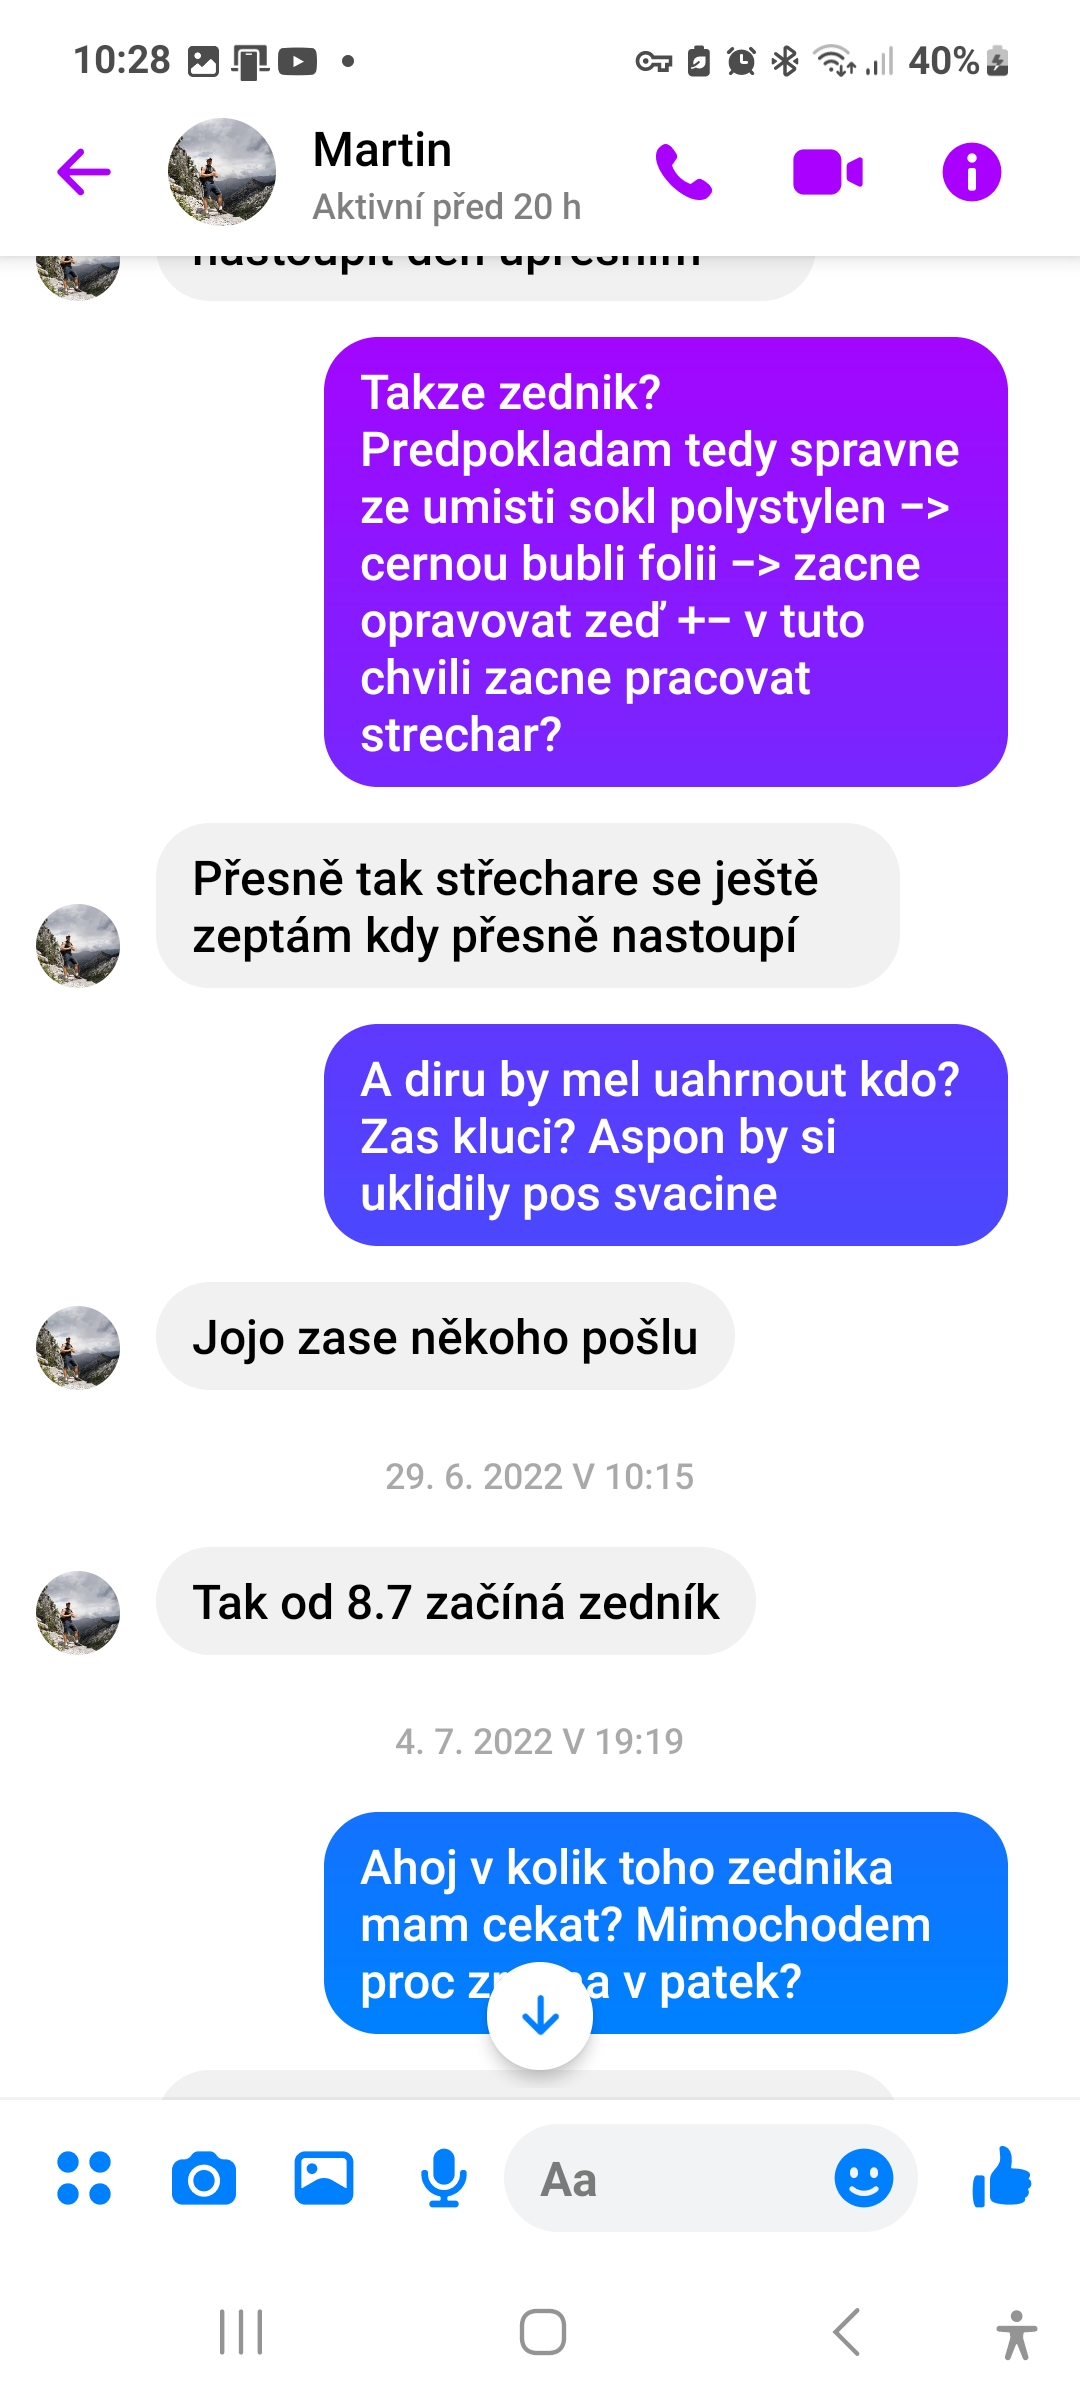 10:28
40%
Martin
Aktivní před 20 h
nastoupit den upřesním
Takze zednik?
Predpokladam tedy spravne
ze umisti sokl polystylen –>
cernou bubli folii –> zacne
opravovat zeď +– v tuto
chvili zacne pracovat
strechar?
Přesně tak střechare se ještě
zeptám kdy přesně nastoupí
A diru by mel uahrnout kdo?
Zas kluci? Aspon by si
uklidily pos svacine
Jojo zase někoho pošlu
29. 6. 2022 V 10:15
Tak od 8.7 začíná zedník
4. 7. 2022 V 19:19
Ahoj v kolik toho zednika
mam cekat? Mimochodem
proc v patek?
Aa